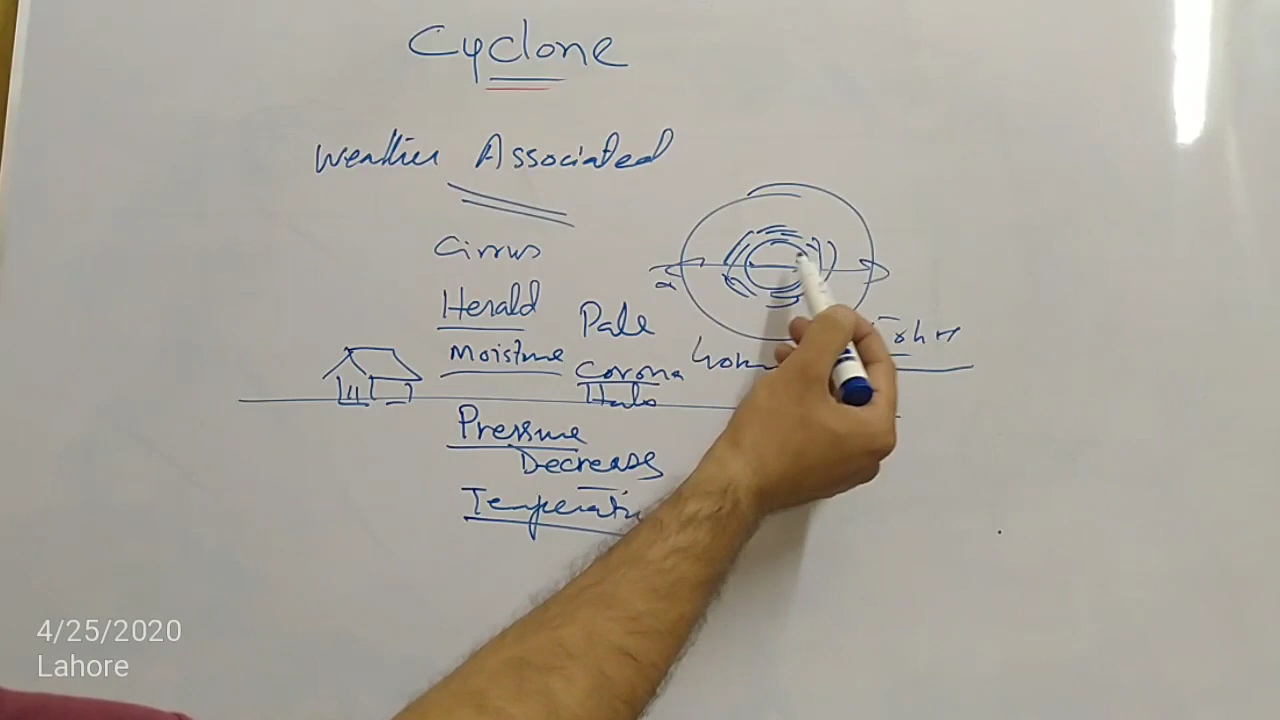 Cyclone
Weather Associated
Cirrus
Herald
Pale
Moisture
Corona
Halo
Pressure
Decrease
4/25/2020
Lahore